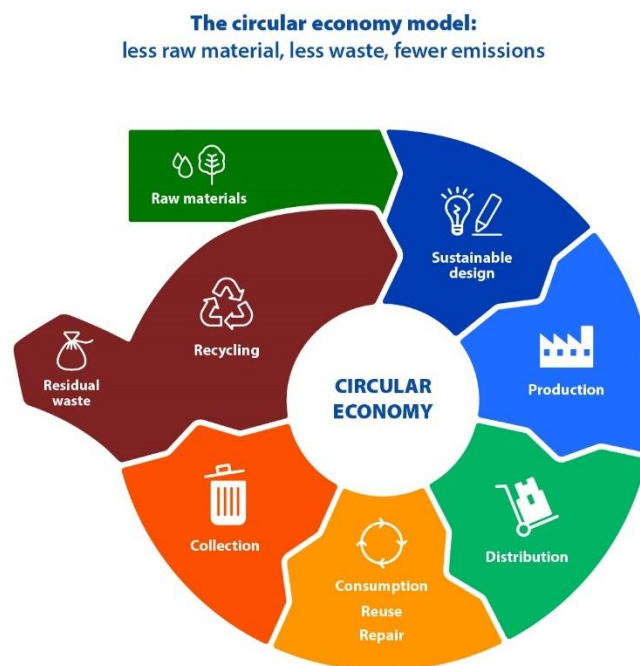 The circular economy model:
less raw material, less waste, fewer emissions
Raw materials
Sustainable
design
Production
Distribution
Consumption
Reuse
Repair
Collection
Recycling
Residual
waste
CIRCULAR
ECONOMY